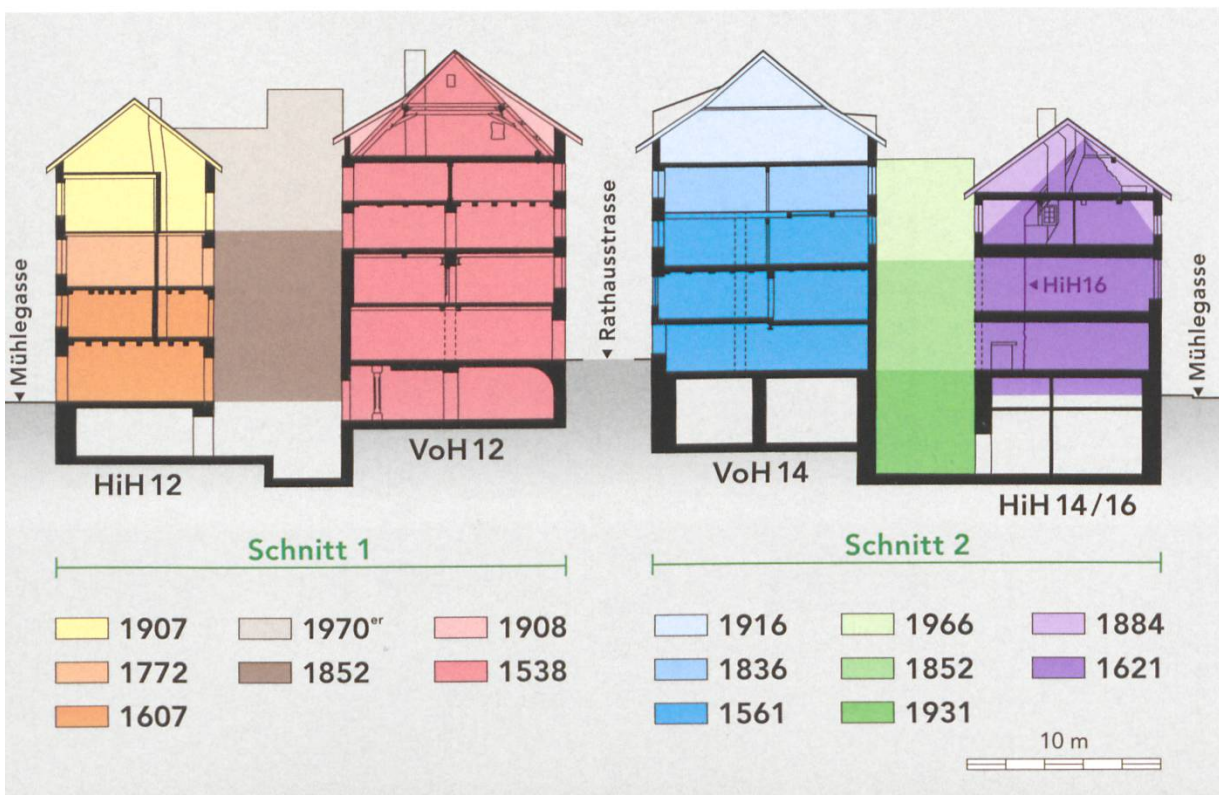 Mühlegasse
HiH 12
VoH 12
Rathausstrasse
VoH 14
HiH16
HiH 14/16
Mühlegasse
Schnitt 1
Schnitt 2
1907
1970er
1908
1772
1852
1538
1607
1916
1966
1884
1836
1852
1621
1561
1931
10 m